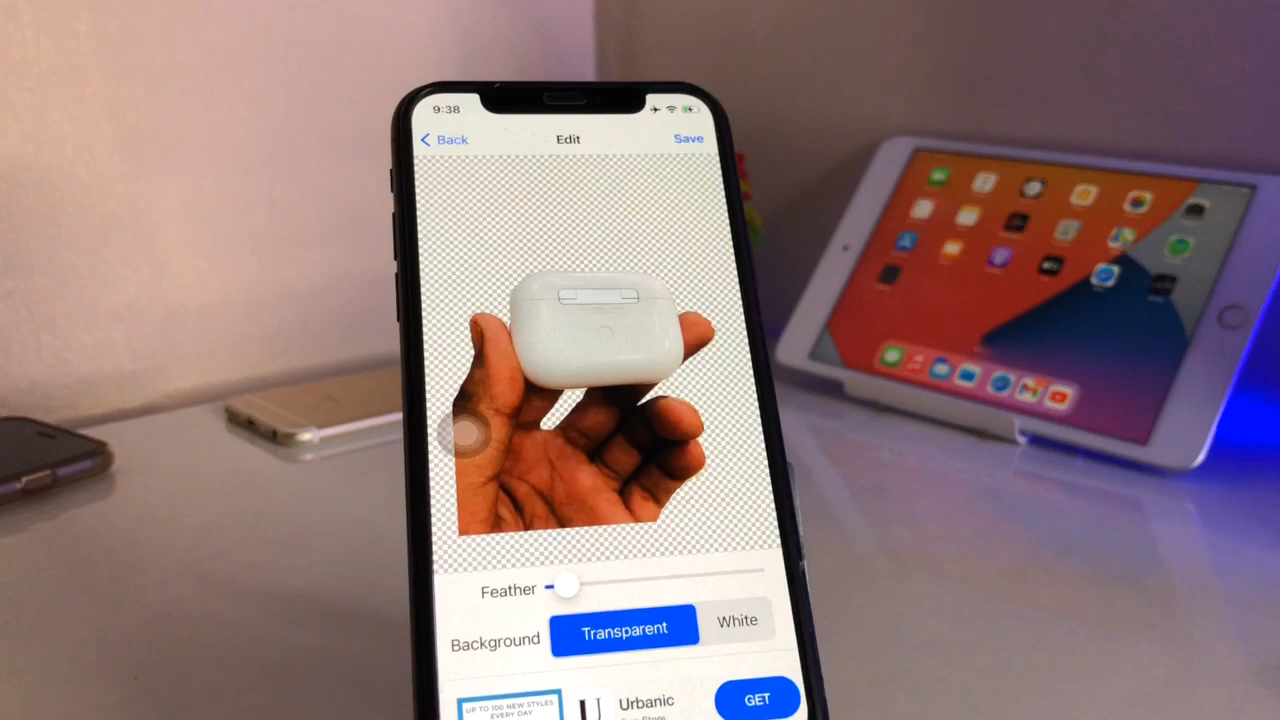 9:38
Back
Edit
Save
Feather
Background
Transparent
White
UP TO 100 NEW STYLES
EVERY DAY
U
Urbanic
GET